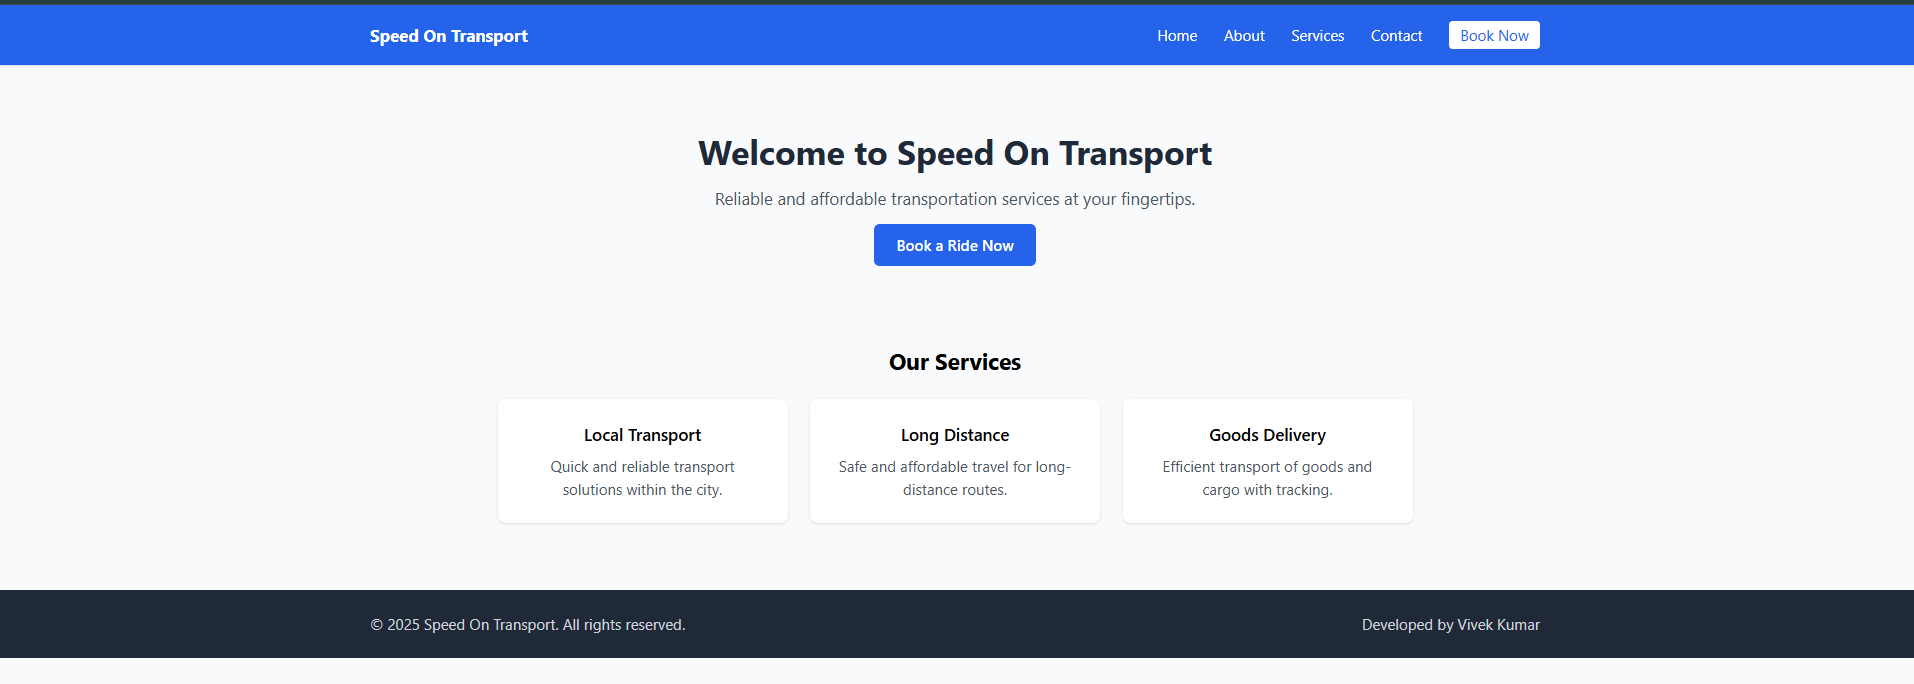 Speed On Transport
Home About Services Contact Book Now
Welcome to Speed On Transport
Reliable and affordable transportation services at your fingertips.
Book a Ride Now
Our Services
Local Transport
Quick and reliable transport
solutions within the city.
Long Distance
Safe and affordable travel for long-
distance routes.
Goods Delivery
Efficient transport of goods and
cargo with tracking.
© 2025 Speed On Transport. All rights reserved.
Developed by Vivek Kumar